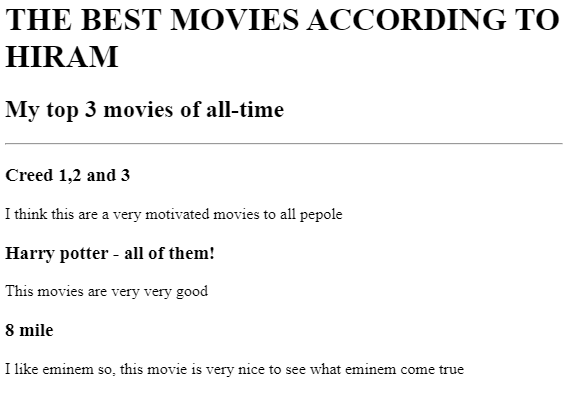 THE BEST MOVIES ACCORDING TO
HIRAM
My top 3 movies of all-time
Creed 1,2 and 3
I think this are a very motivated movies to all pepole
Harry potter - all of them!
This movies are very very good
8 mile
I like eminem so, this movie is very nice to see what eminem come true